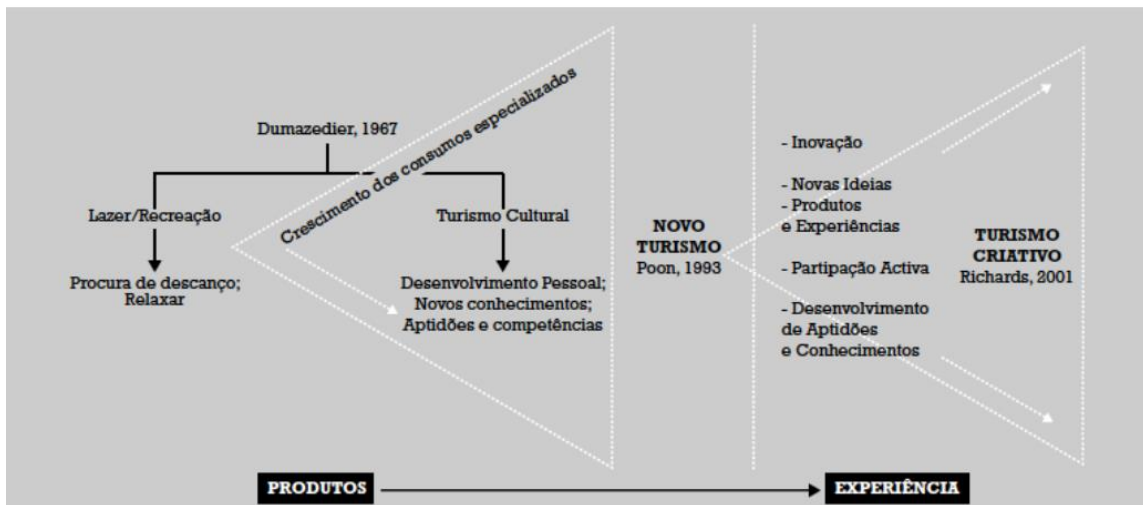 Dumazedier, 1967
Lazer/Recreação
Procura de descanço;
Relaxar
Crescimento dos consumos especializados
Turismo Cultural
Desenvolvimento Pessoal;
Novos conhecimentos;
Aptidões e competências
NOVO
TURISMO
Poon, 1993
- Inovação
- Novas Ideias
- Produtos
e Experiências
- Partipação Activa
- Desenvolvimento
de Aptidões
e Conhecimentos
TURISMO
CRIATIVO
Richards, 2001
PRODUTOS
EXPERIÊNCIA